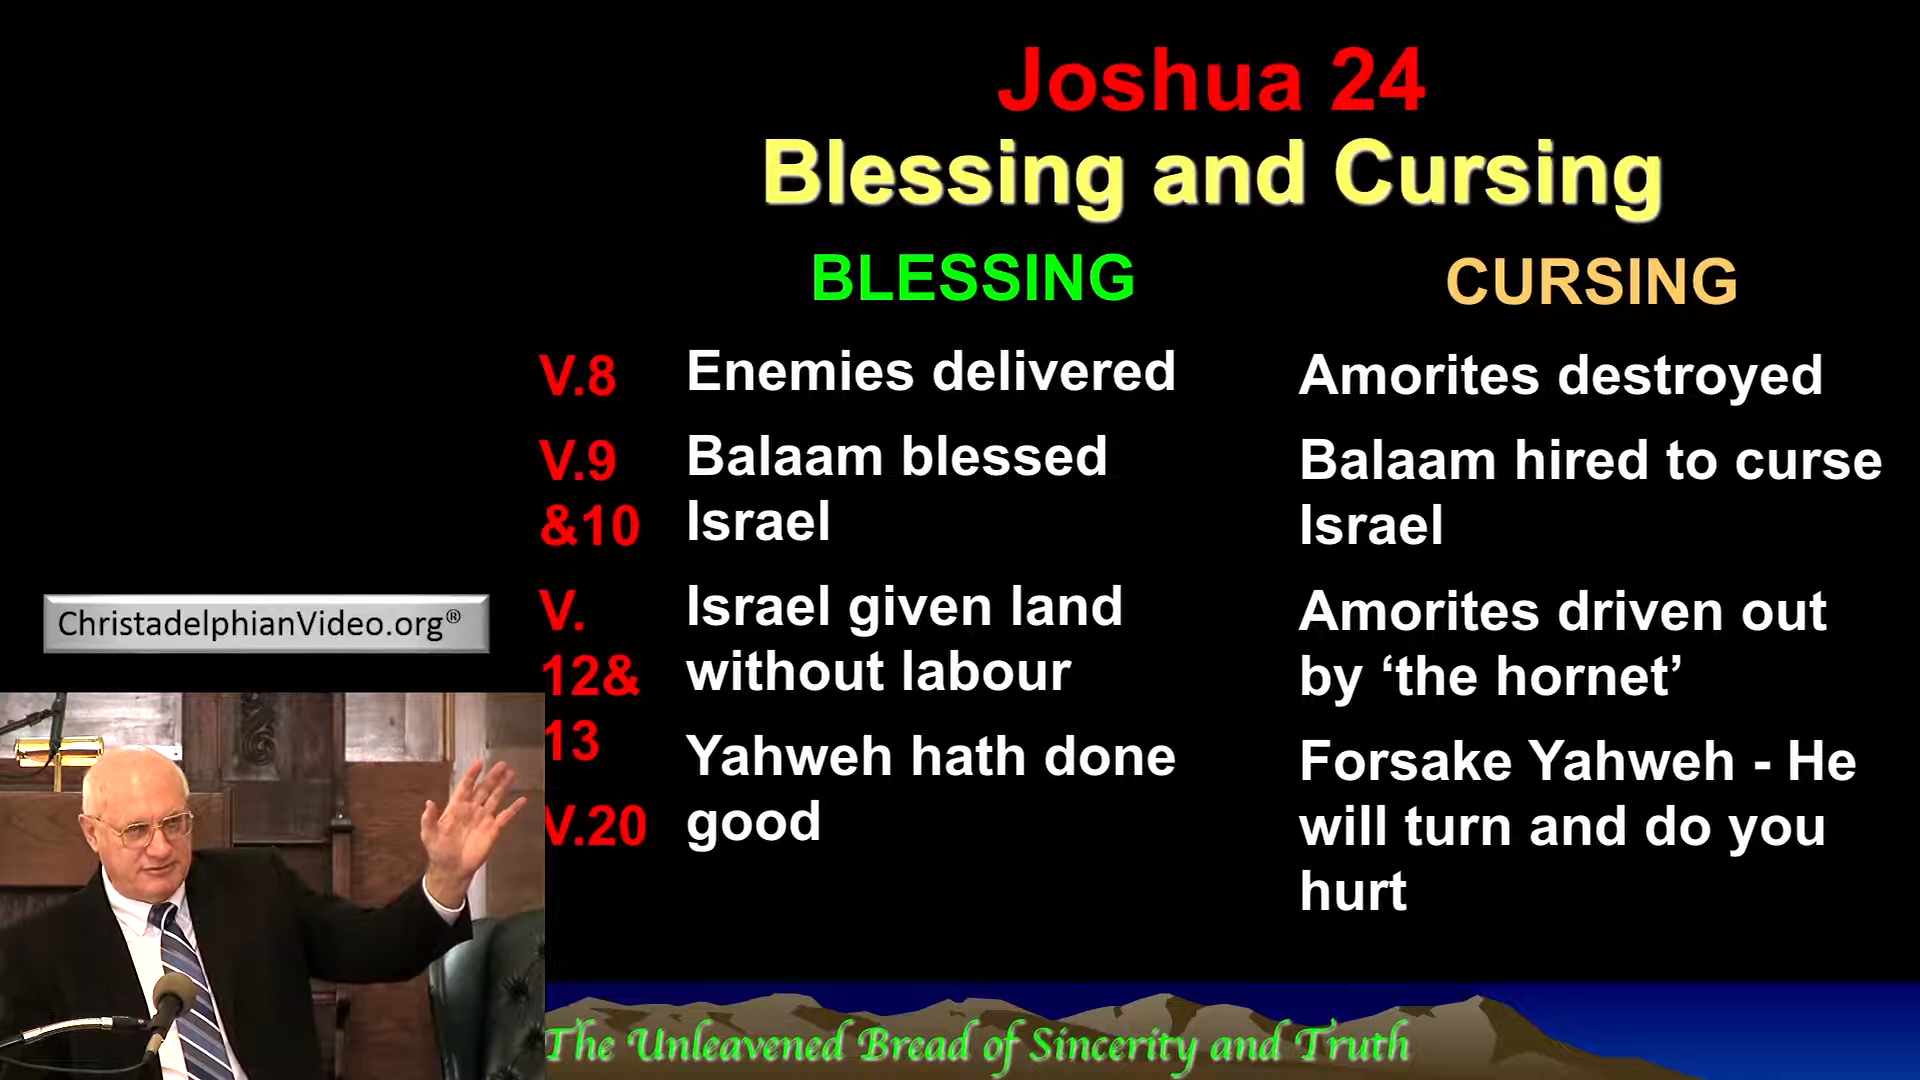 Joshua 24
Blessing and Cursing
BLESSING
CURSING
V.8
Enemies delivered
Amorites destroyed
V.9
&10
Balaam blessed
Israel
Balaam hired to curse
Israel
V.
12&
13
Israel given land
without labour
Amorites driven out
by ‘the hornet’
V.20
Yahweh hath done
good
Forsake Yahweh - He
will turn and do you
hurt
ChristadelphianVideo.org®
The Unleavened Bread of Sincerity and Truth